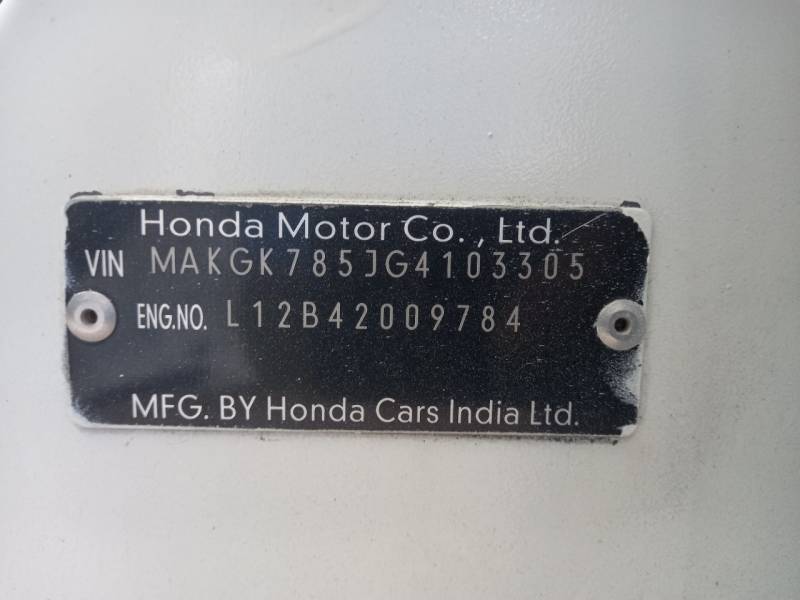 Honda Motor Co., Ltd.
VIN MAKGK785JG4103305
ENG.NO. L12B42009784
MFG. BY Honda Cars India Ltd.